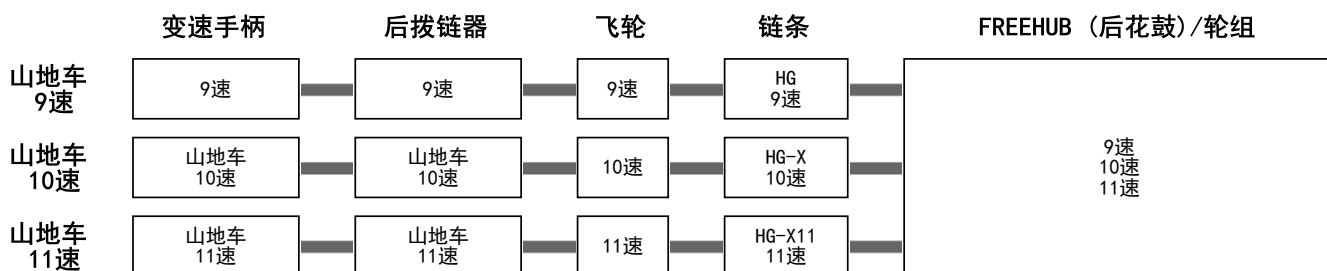 变速手柄 后拨链器 飞轮 链条 FREEHUB (后花鼓)/轮组
山地车
9速
9速
9速
9速
HG
9速
山地车
10速
山地车
10速
山地车
10速
10速
HG-X
10速
山地车
11速
山地车
11速
山地车
11速
11速
HG-X11
11速
9速
10速
11速